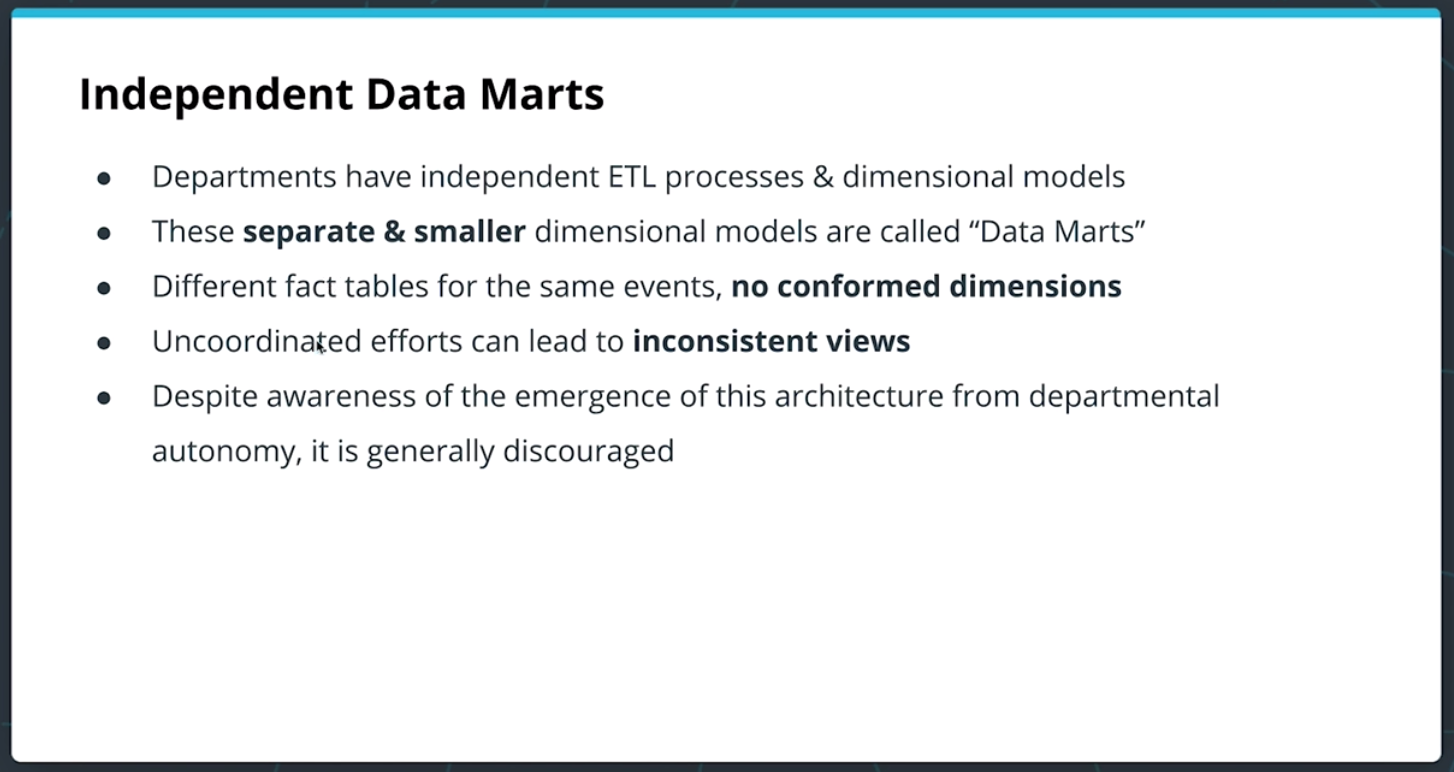 Independent Data Marts
● Departments have independent ETL processes & dimensional models
● These separate & smaller dimensional models are called “Data Marts”
● Different fact tables for the same events, no conformed dimensions
● Uncoordinated efforts can lead to inconsistent views
● Despite awareness of the emergence of this architecture from departmental
autonomy, it is generally discouraged